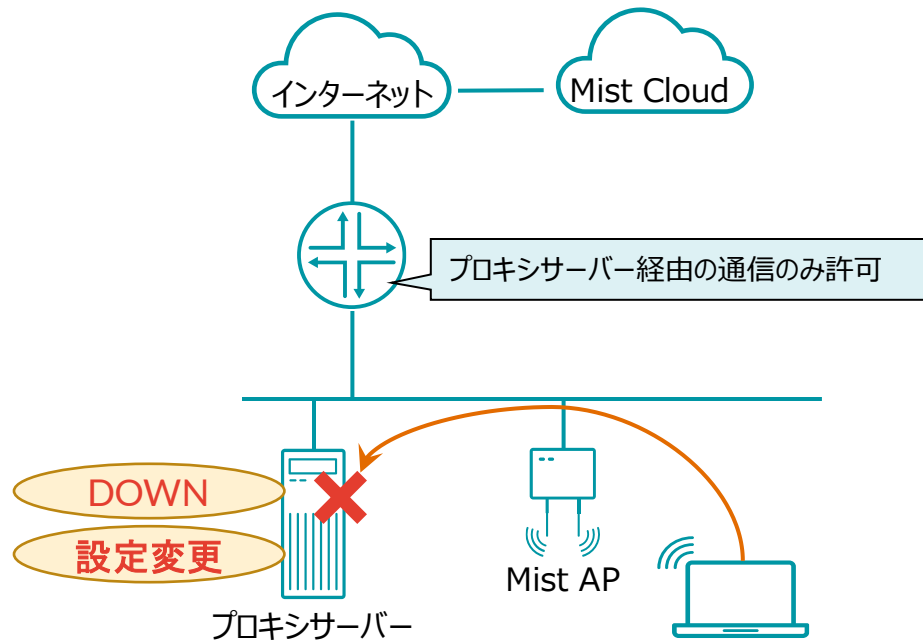 インターネット
Mist Cloud
プロキシサーバー経由の通信のみ許可
DOWN
設定変更
Mist AP
プロキシサーバー